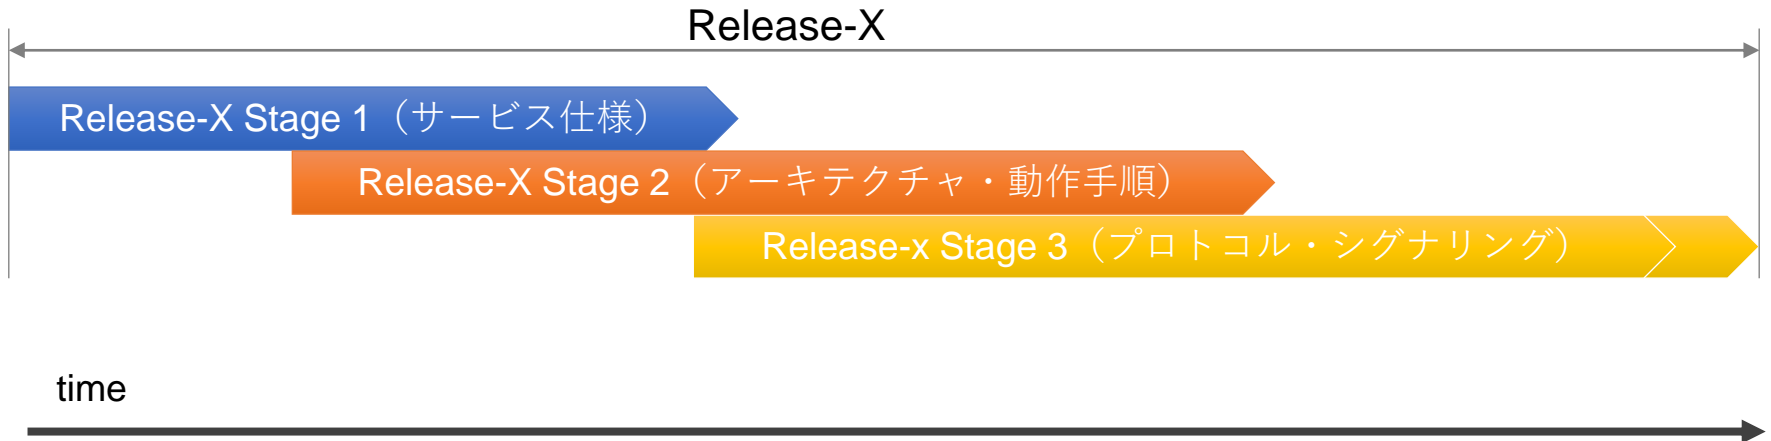 Release-X
Release-X Stage 1（サービス仕様）
Release-X Stage 2（アーキテクチャ・動作手順）
Release-x Stage 3（プロトコル・シグナリング）
time